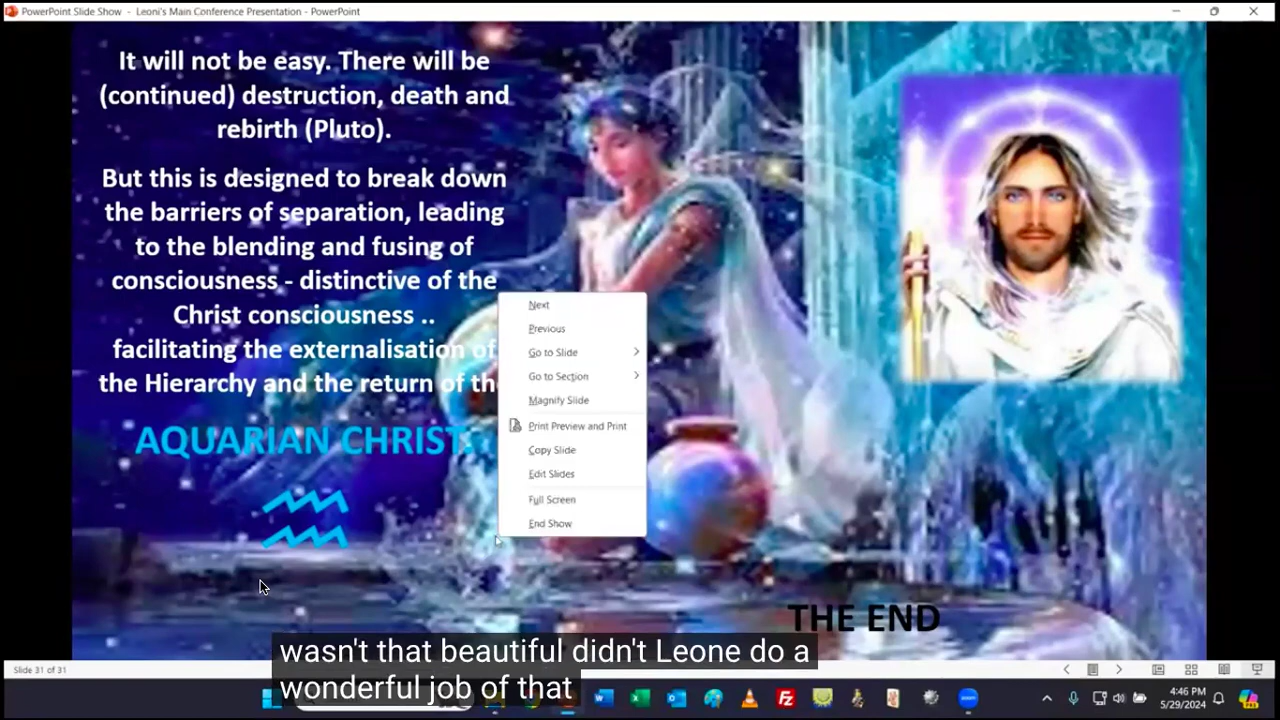 PowerPoint Slide Show - Leoni's Main Conference Presentation - PowerPoint
It will not be easy. There will be
(continued) destruction, death and
rebirth (Pluto).
But this is designed to break down
the barriers of separation, leading
to the blending and fusing of
consciousness - distinctive of the
Christ consciousness ..
facilitating the externalisation of
the Hierarchy and the return of th
AQUARIAN CHRIST.
Next
Previous
Go to Slide
Go to Section
Magnify Slide
Print Preview and Print
Copy Slide
Edit Slides
Full Screen
End Show
THE END
wasn't that beautiful didn't Leone do a
wonderful job of that
Slide 31 of 31
4:46 PM
5/29/2024